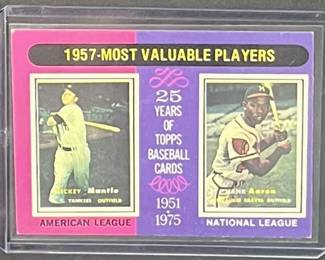 1957-MOST VALUABLE PLAYERS
25
YEARS OF
TOPPS
BASEBALL
CARDS
1951
1975
MICKEY Mantle
YANKEES OUTFIELD
HANK Aaron
BRAVES OUTFIELD
AMERICAN LEAGUE
NATIONAL LEAGUE